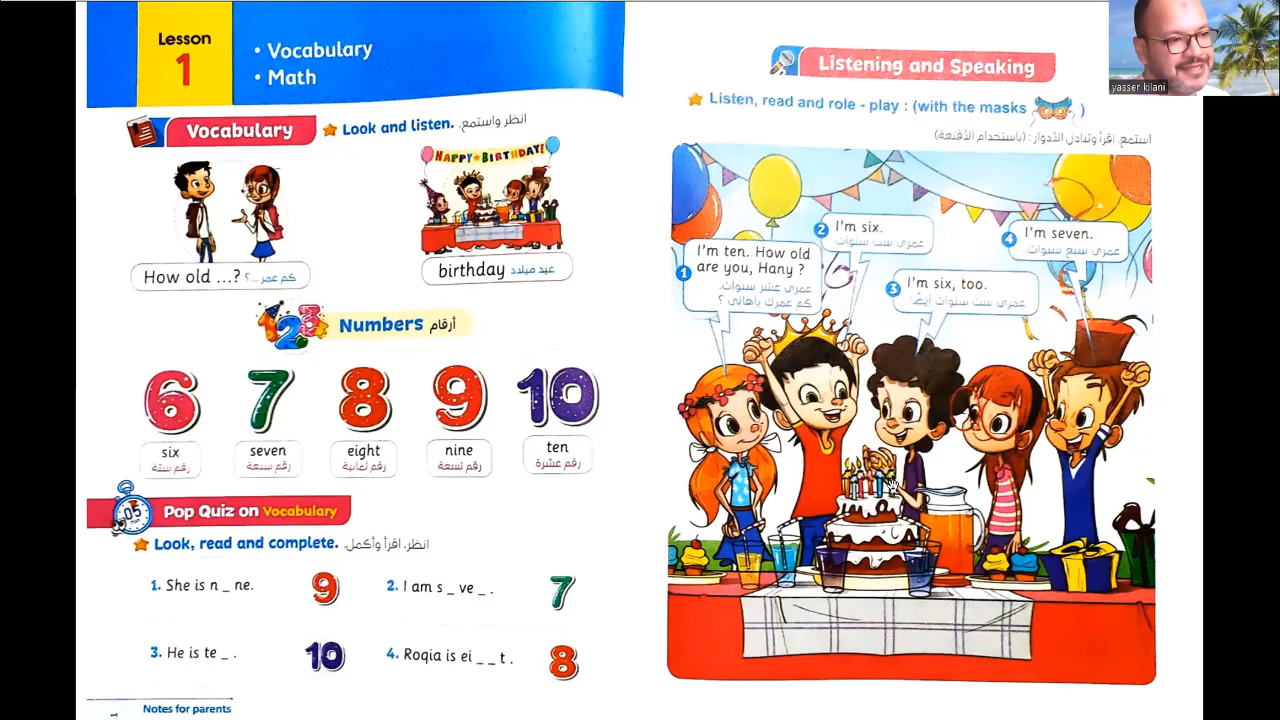 Lesson
1
• Vocabulary
• Math
Vocabulary
Look and listen. انظر واستمع.
HAPPY BIRTHDAY!
How old ...? كم عمر ...؟
birthday عيد ميلاد
123
Numbers أرقام
6 7 8 9 10
six seven eight nine ten
رقم ستة رقم سبعة رقم ثمانية رقم تسعة رقم عشرة
05
Pop Quiz on Vocabulary
Look, read and complete. انظر، اقرأ وأكمل.
1. She is n _ ne. 9
2. I am s _ ve _ . 7
3. He is te _ . 10
4. Roqia is ei _ _ t . 8
Notes for parents
1
yasser kilani
Listening and Speaking
Listen, read and role - play : (with the masks )
استمع، اقرأ وتبادل الأدوار : (باستخدام الأقنعة)
1 I'm ten. How old
are you, Hany ?
عمري عشر سنوات.
كم عمرك ياهاني ؟
2 I'm six.
عمري ست سنوات.
3 I'm six, too.
عمري ست سنوات أيضًا.
4 I'm seven.
عمري سبع سنوات.